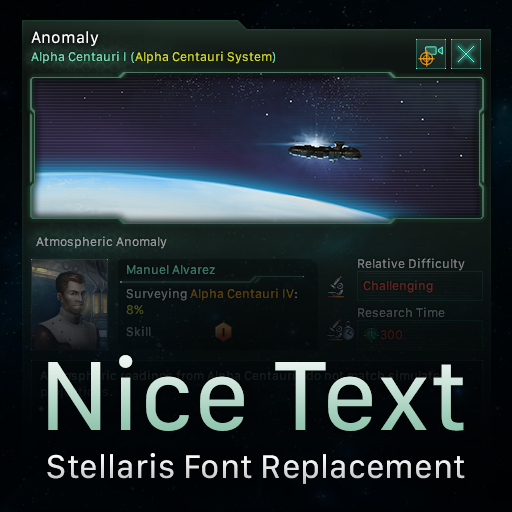 Anomaly
Alpha Centauri I (Alpha Centauri System)
Atmospheric Anomaly
Manuel Alvarez
Relative Difficulty
Surveying Alpha Centauri IV:
Challenging
8%
Research Time
Skill
300
Nice Text
Stellaris Font Replacement